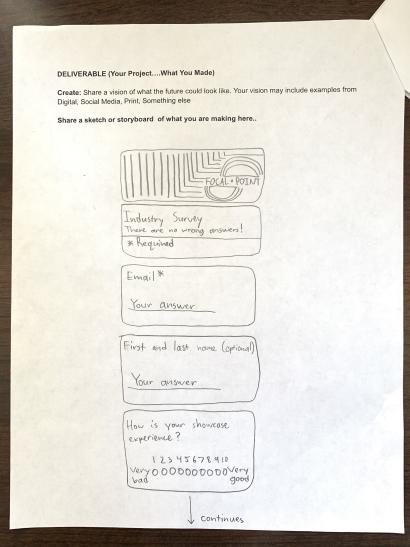 DELIVERABLE (Your Project....What You Made)
Create: Share a vision of what the future could look like. Your vision may include examples from
Digital, Social Media, Print, Something else
Share a sketch or storyboard of what you are making here..
FOCAL • POINT
Industry Survey
There are no wrong answers!
* Required
Email *
Your answer
First and last name (optional)
Your answer
How is your showcase
experience?
1 2 3 4 5 6 7 8 9 10
Very bad
Very good
continues